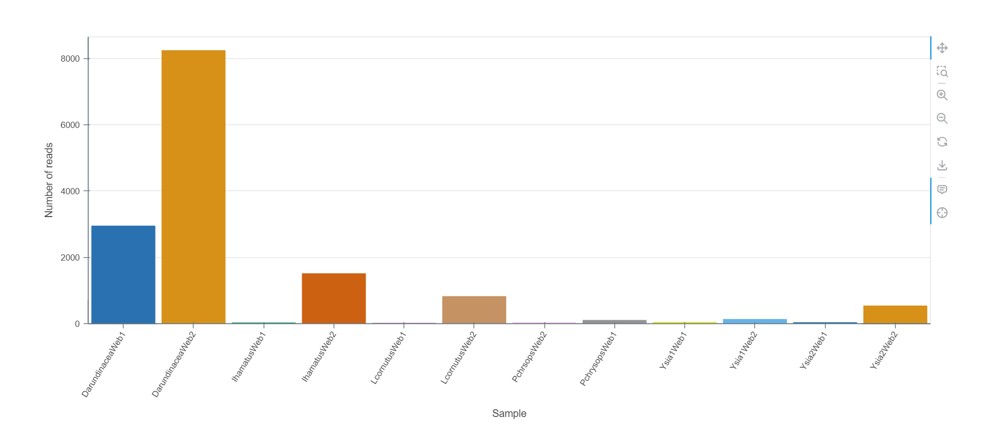 8000
6000
4000
2000
0
Number of reads
DarundinaceaWeb1
DarundinaceaWeb2
IhamatusWeb1
IhamatusWeb2
LcornutusWeb1
LcornutusWeb2
PchrsopsWeb2
PchrysopsWeb1
Ysia1Web1
Ysia1Web2
Ysia2Web1
Ysia2Web2
Sample